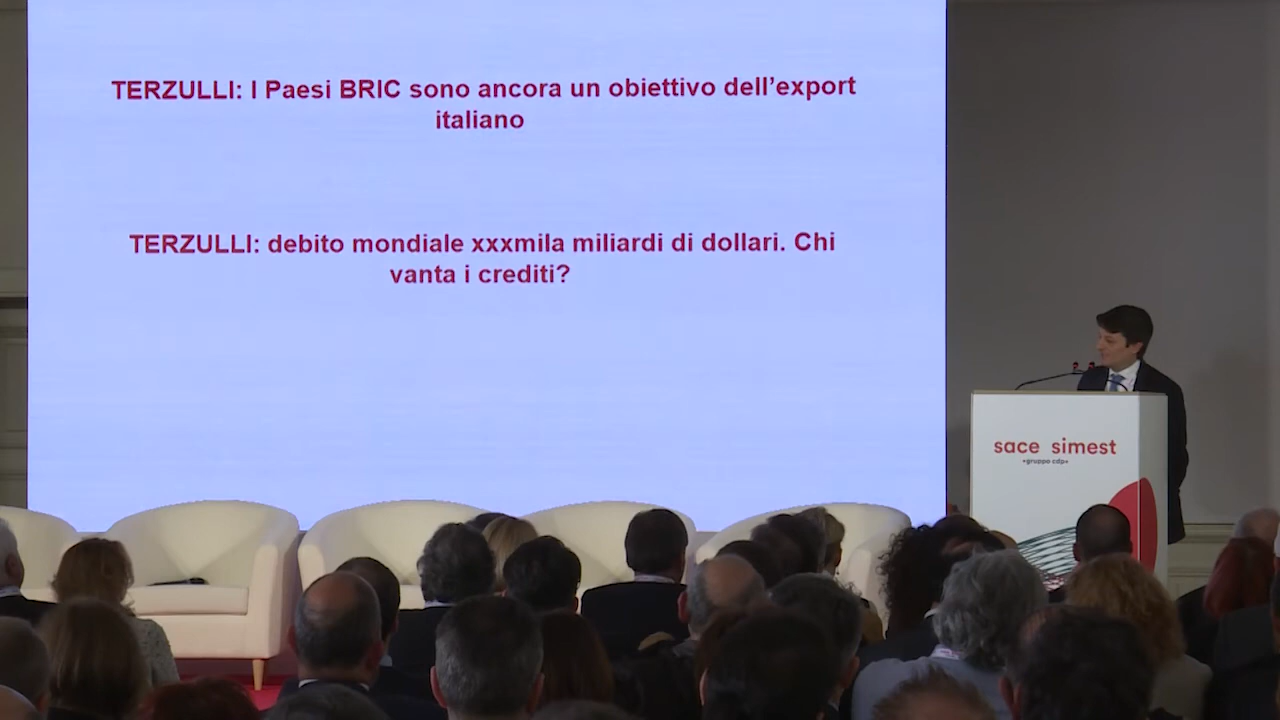 TERZULLI: I Paesi BRIC sono ancora un obiettivo dell’export
italiano
TERZULLI: debito mondiale xxxmila miliardi di dollari. Chi
vanta i crediti?
sace simest
gruppo cdp